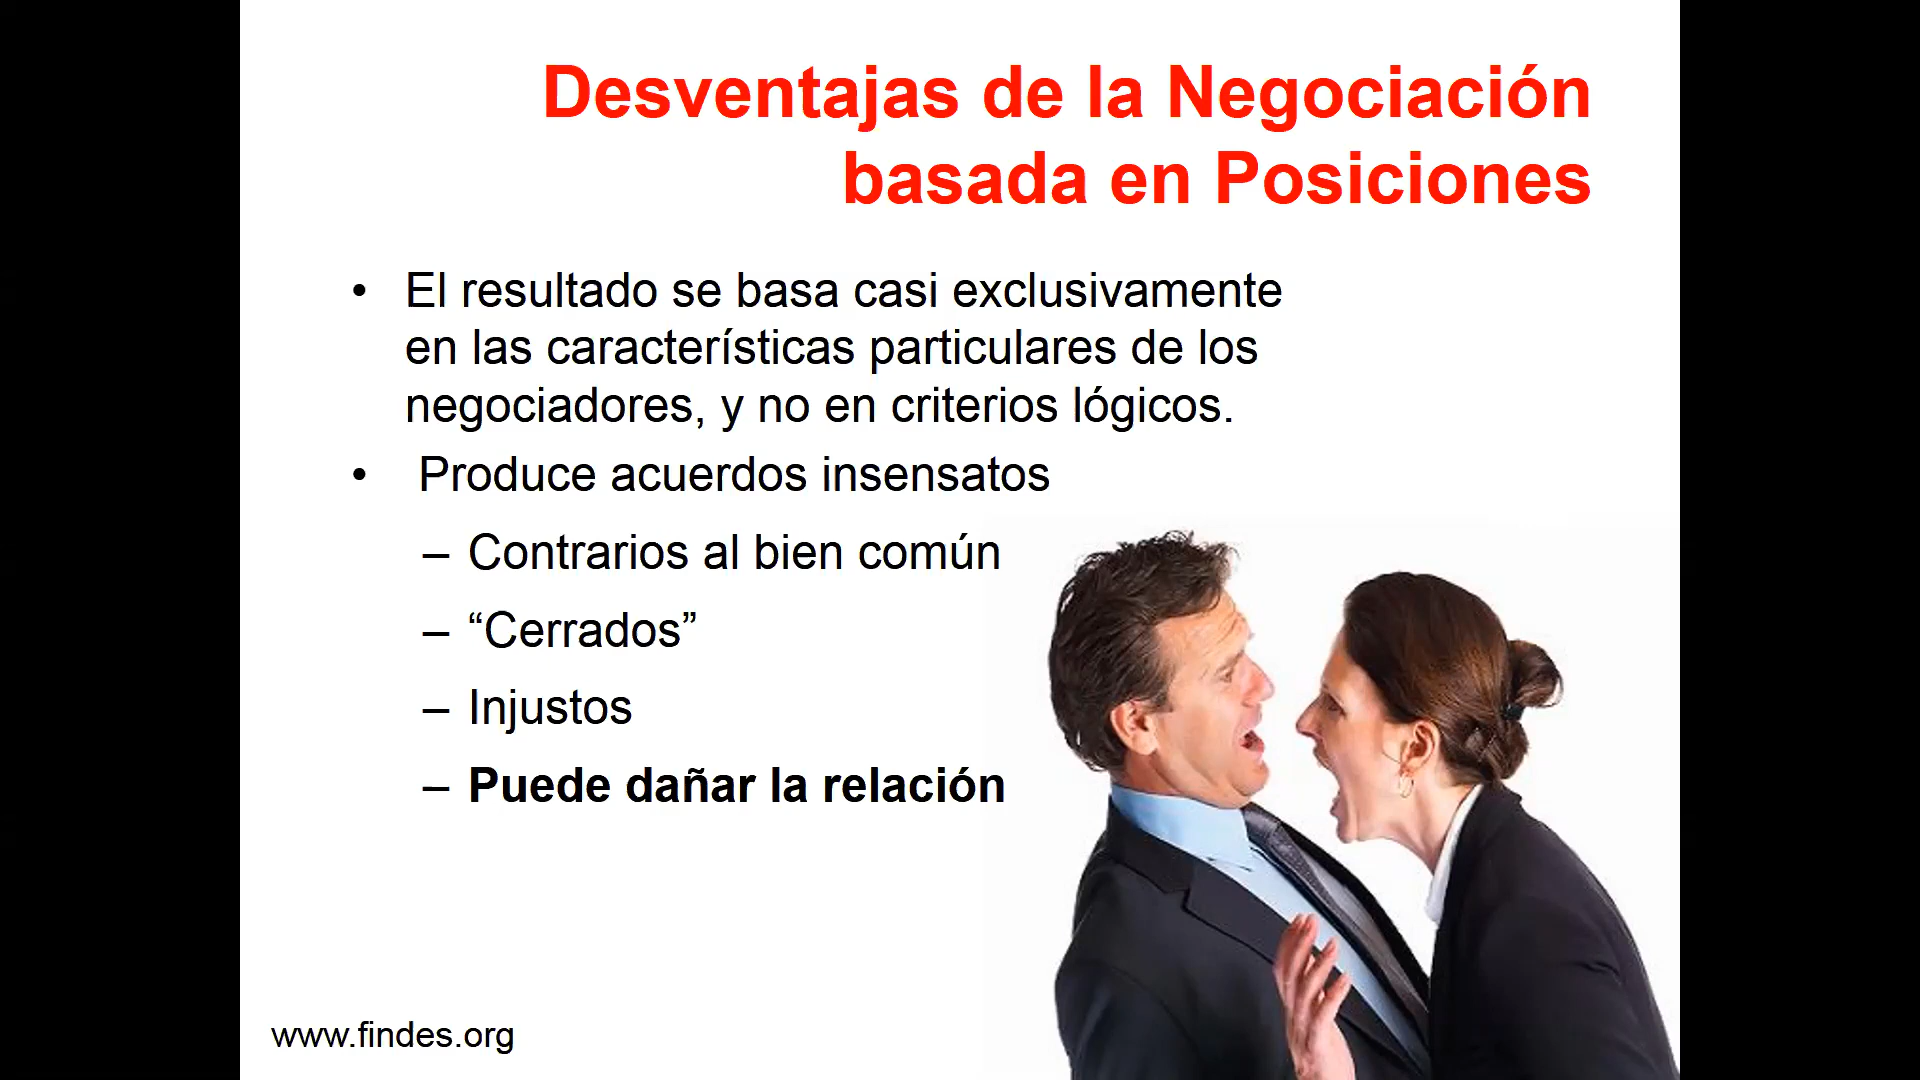 Desventajas de la Negociación
basada en Posiciones
• El resultado se basa casi exclusivamente
en las características particulares de los
negociadores, y no en criterios lógicos.
• Produce acuerdos insensatos
– Contrarios al bien común
– “Cerrados”
– Injustos
– Puede dañar la relación
www.findes.org